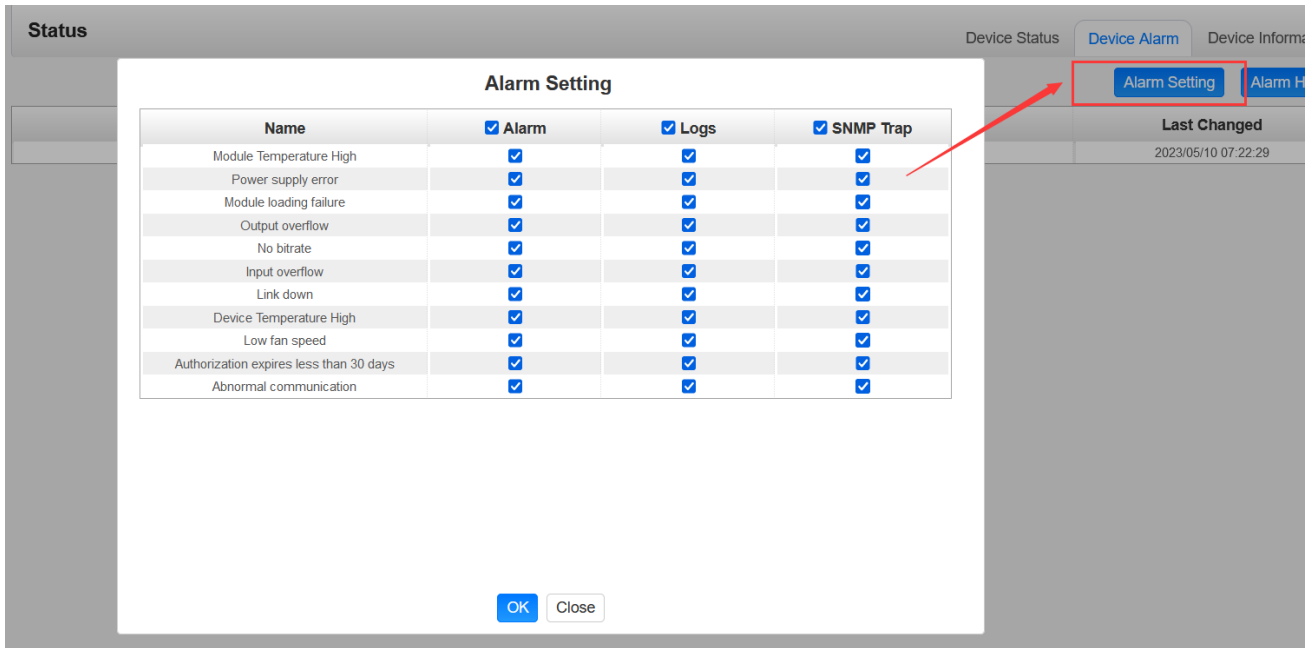 Status
Device Status Device Alarm Device Informa
Alarm Setting Alarm H
Alarm Setting
Name Alarm Logs SNMP Trap
Last Changed
Module Temperature High
2023/05/10 07:22:29
Power supply error
Module loading failure
Output overflow
No bitrate
Input overflow
Link down
Device Temperature High
Low fan speed
Authorization expires less than 30 days
Abnormal communication
OK Close